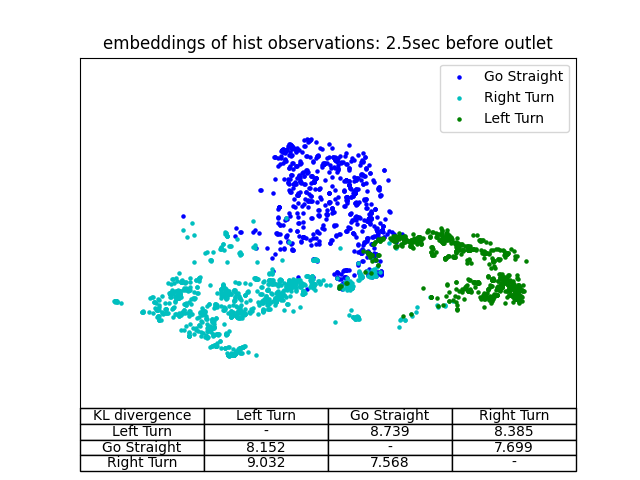 embeddings of hist observations: 2.5sec before outlet
Go Straight
Right Turn
Left Turn
KL divergence Left Turn Go Straight Right Turn
Left Turn - 8.739 8.385
Go Straight 8.152 - 7.699
Right Turn 9.032 7.568 -